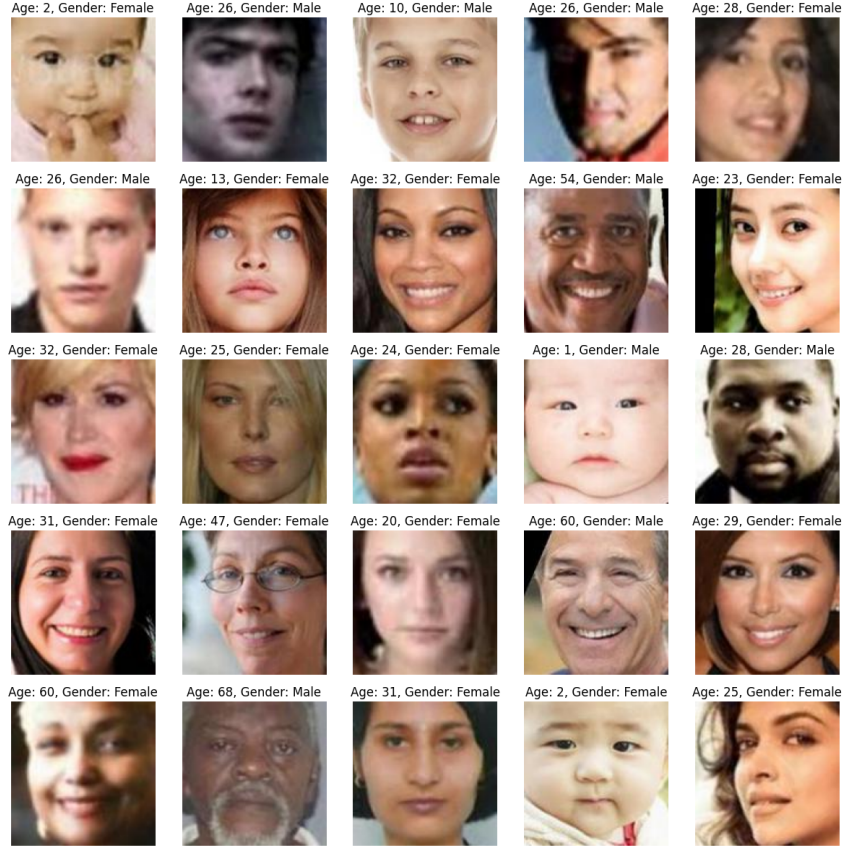 Age: 2, Gender: Female Age: 26, Gender: Male Age: 10, Gender: Male Age: 26, Gender: Male Age: 28, Gender: Female
Age: 26, Gender: Male Age: 13, Gender: Female Age: 32, Gender: Female Age: 54, Gender: Male Age: 23, Gender: Female
Age: 32, Gender: Female Age: 25, Gender: Female Age: 24, Gender: Female Age: 1, Gender: Male Age: 28, Gender: Male
TH
Age: 31, Gender: Female Age: 47, Gender: Female Age: 20, Gender: Female Age: 60, Gender: Male Age: 29, Gender: Female
Age: 60, Gender: Female Age: 68, Gender: Male Age: 31, Gender: Female Age: 2, Gender: Female Age: 25, Gender: Female